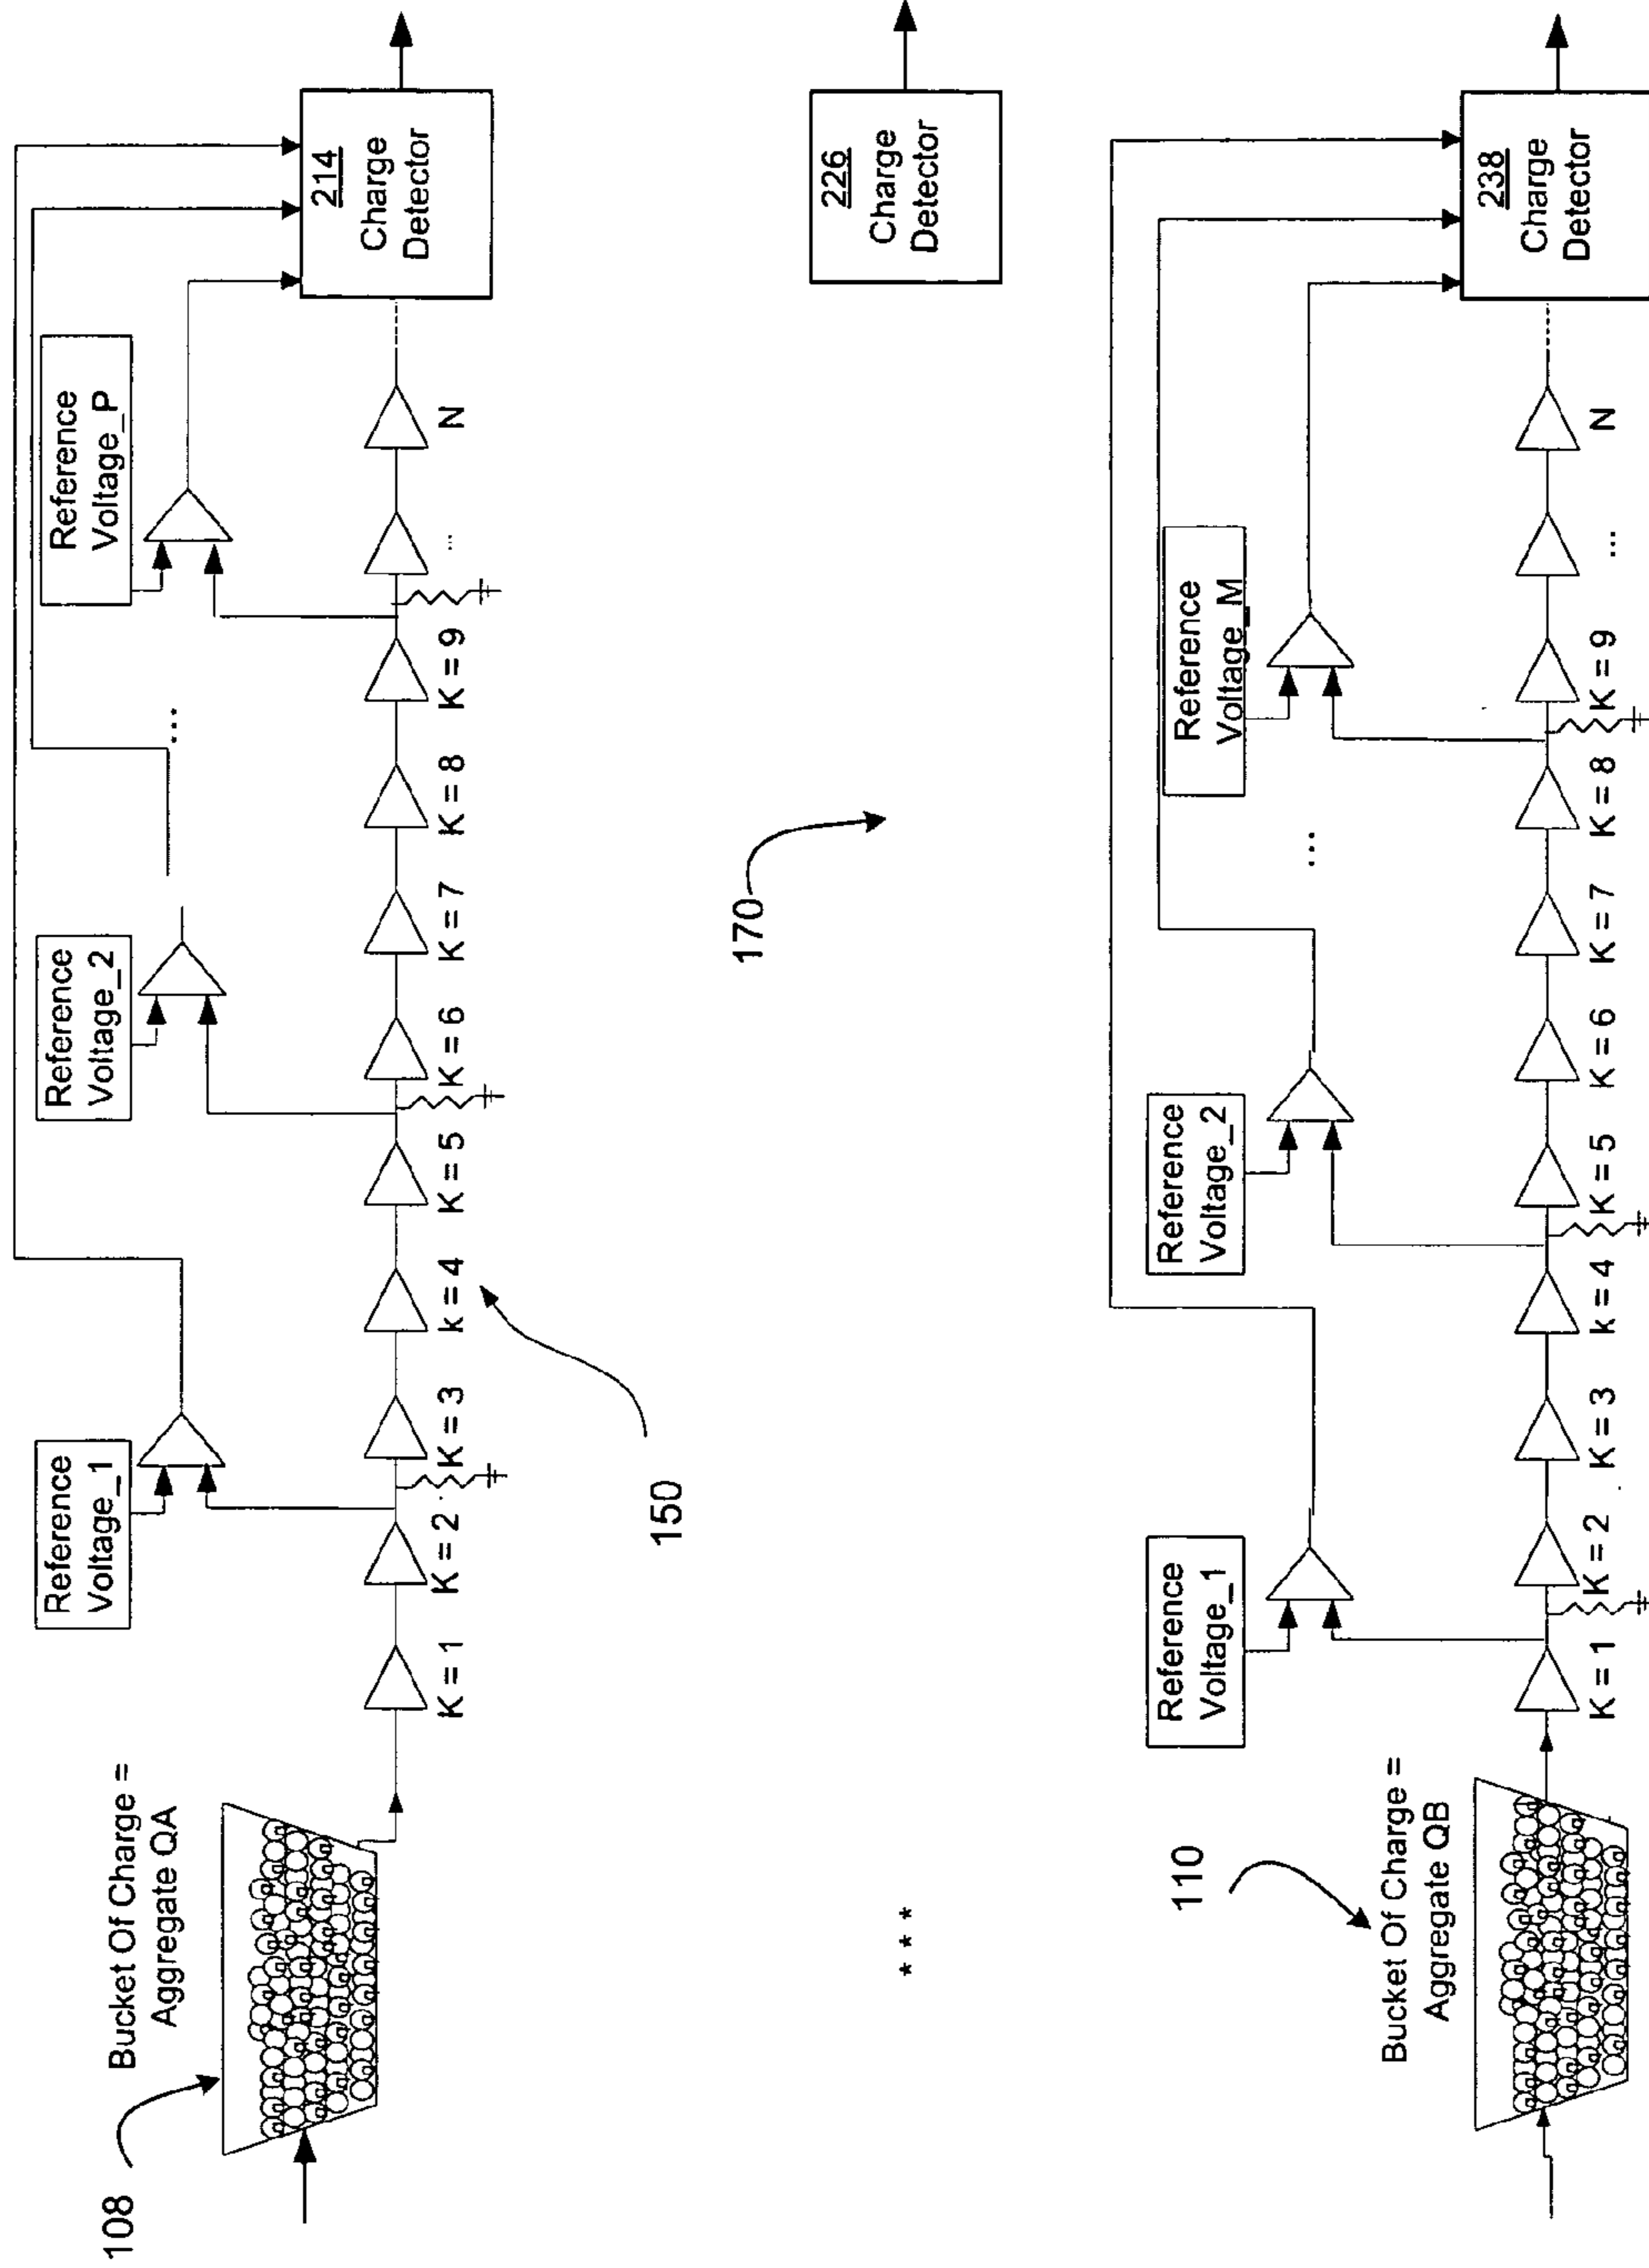 108
Bucket Of Charge =
Aggregate QA
Reference
Voltage_1
Reference
Voltage_2
...
Reference
Voltage_P
214
Charge
Detector
K = 1
K = 2
K = 3
k = 4
K = 5
K = 6
K = 7
K = 8
K = 9
...
N
150
170
* * *
226
Charge
Detector
110
Bucket Of Charge =
Aggregate QB
Reference
Voltage_1
Reference
Voltage_2
...
Reference
Voltage_M
238
Charge
Detector
K = 1
K = 2
K = 3
k = 4
K = 5
K = 6
K = 7
K = 8
K = 9
...
N